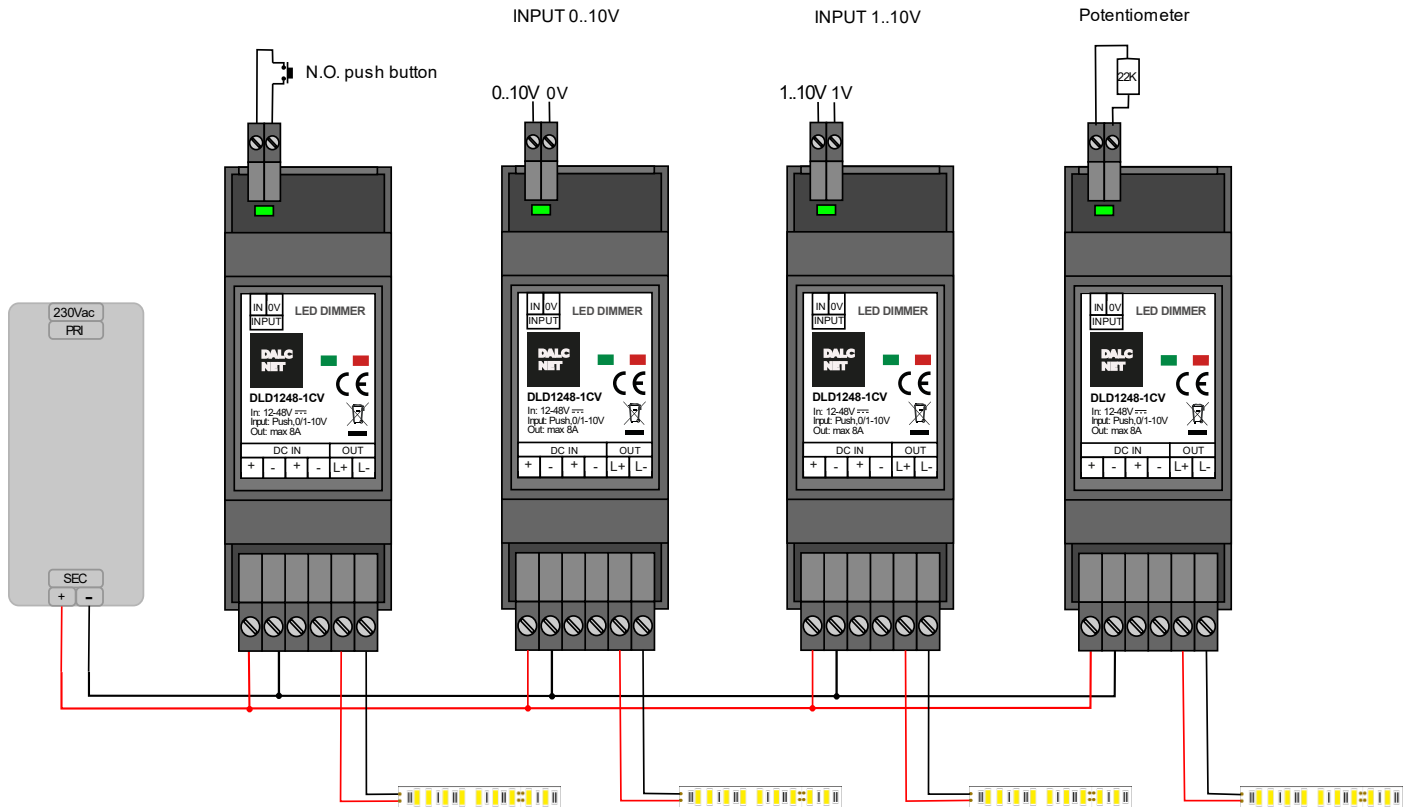 INPUT 0..10V
INPUT 1..10V
Potentiometer
N.O. push button
0..10V 0V
1..10V 1V
22K
230Vac
PRI
SEC
+ -
IN 0V
INPUT
LED DIMMER
DALC
NET
CE
DLD1248-1CV
In: 12-48V
Input: Push,0/1-10V
Out: max 8A
DC IN OUT
+ - + - L+ L-
IN 0V
INPUT
LED DIMMER
DALC
NET
CE
DLD1248-1CV
In: 12-48V
Input: Push,0/1-10V
Out: max 8A
DC IN OUT
+ - + - L+ L-
IN 0V
INPUT
LED DIMMER
DALC
NET
CE
DLD1248-1CV
In: 12-48V
Input: Push,0/1-10V
Out: max 8A
DC IN OUT
+ - + - L+ L-
IN 0V
INPUT
LED DIMMER
DALC
NET
CE
DLD1248-1CV
In: 12-48V
Input: Push,0/1-10V
Out: max 8A
DC IN OUT
+ - + - L+ L-